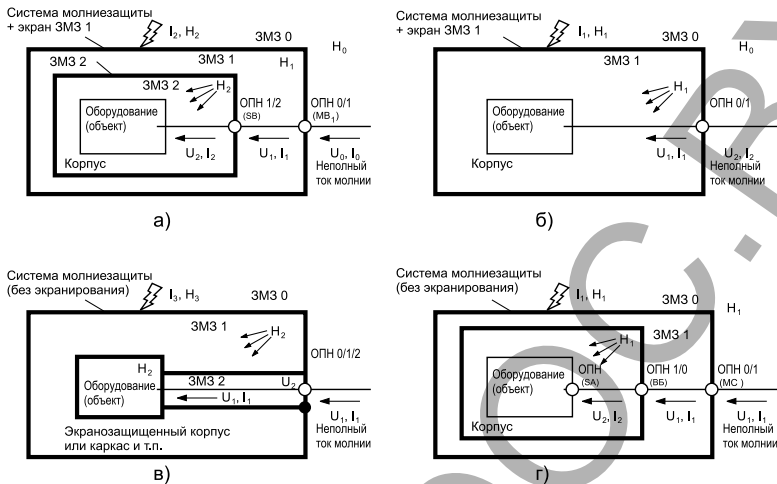 Система молниезащиты
+ экран ЗМЗ 1
I2, H2
ЗМЗ 0
H0
ЗМЗ 2
ЗМЗ 1
H1
ЗМЗ 2
H2
Оборудование
(объект)
ОПН 1/2
(SB)
ОПН 0/1
(МВ1)
U2, I2
U1, I1
U0, I0
Корпус
Неполный
ток молнии
а)
Система молниезащиты
+ экран ЗМЗ 1
I1, H1
ЗМЗ 0
H0
ЗМЗ 1
H1
Оборудование
(объект)
ОПН 0/1
U1, I1
U2, I2
Корпус
Неполный
ток молнии
б)
Система молниезащиты
(без экранирования)
I3, H3
ЗМЗ 0
ЗМЗ 1
H2
ОПН 0/1/2
H2
Оборудование
(объект)
ЗМЗ 2
U2
U1, I1
U1, I1
Экранозащищенный корпус
или каркас и т.п.
Неполный
ток молнии
в)
Система молниезащиты
(без экранирования)
I1, H1
ЗМЗ 0
H1
ЗМЗ 1
H1
Оборудование
(объект)
ОПН
(SA)
ОПН 1/0
(ВБ)
ОПН 0/1
(МС )
U2, I2
U1, I1
U1, I1
Корпус
Неполный
ток молнии
г)